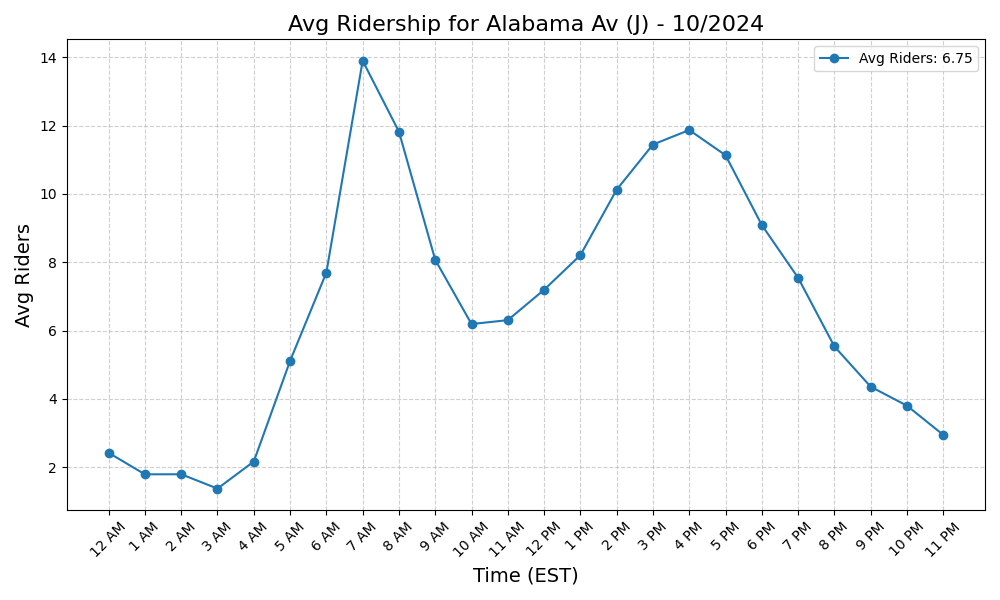 Avg Ridership for Alabama Av (J) - 10/2024
Avg Riders: 6.75
Avg Riders
14
12
10
8
6
4
2
12 AM
1 AM
2 AM
3 AM
4 AM
5 AM
6 AM
7 AM
8 AM
9 AM
10 AM
11 AM
12 PM
1 PM
2 PM
3 PM
4 PM
5 PM
6 PM
7 PM
8 PM
9 PM
10 PM
11 PM
Time (EST)